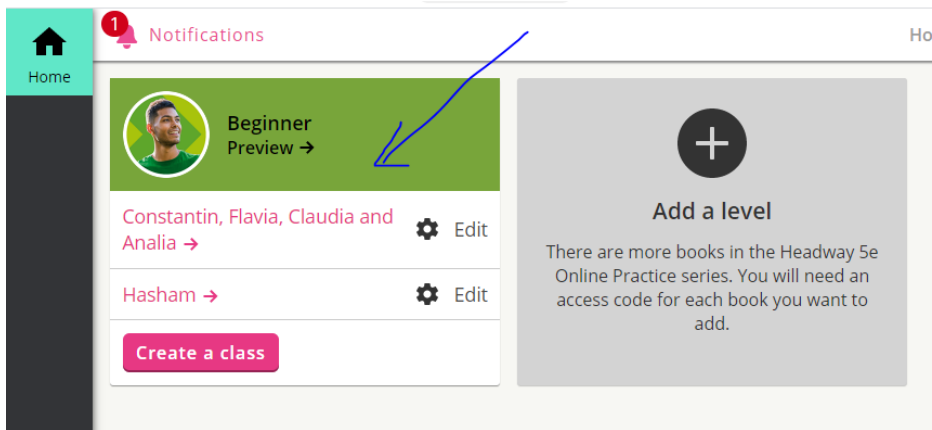 1
Notifications
Ho
Home
Beginner
Preview →
Constantin, Flavia, Claudia and
Analia →
Edit
Hasham →
Edit
Create a class
Add a level
There are more books in the Headway 5e
Online Practice series. You will need an
access code for each book you want to
add.